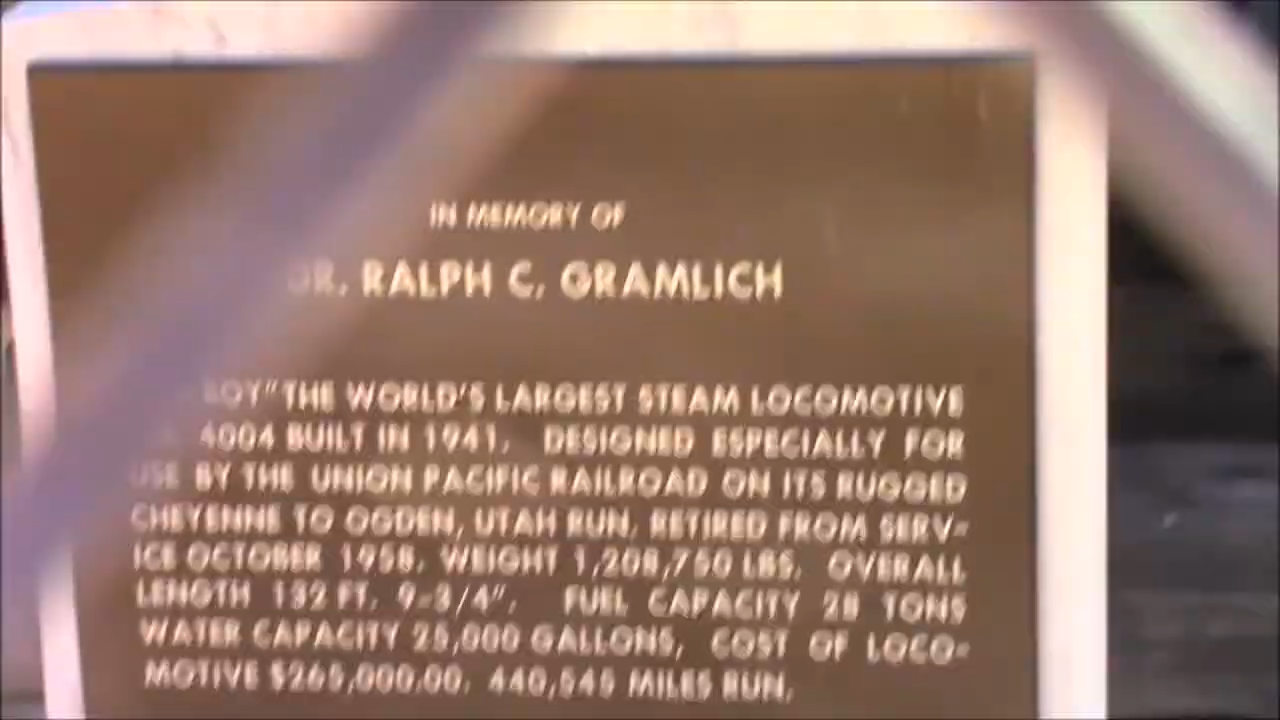 IN MEMORY OF
DR. RALPH C. GRAMLICH
BOY" THE WORLD'S LARGEST STEAM LOCOMOTIVE
4004 BUILT IN 1941. DESIGNED ESPECIALLY FOR
USE BY THE UNION PACIFIC RAILROAD ON ITS RUGGED
CHEYENNE TO OGDEN, UTAH RUN. RETIRED FROM SERV-
ICE OCTOBER 1958. WEIGHT 1,208,750 LBS. OVERALL
LENGTH 132 FT. 9-3/4". FUEL CAPACITY 28 TONS
WATER CAPACITY 25,000 GALLONS, COST OF LOCO-
MOTIVE $265,000.00. 440,545 MILES RUN.